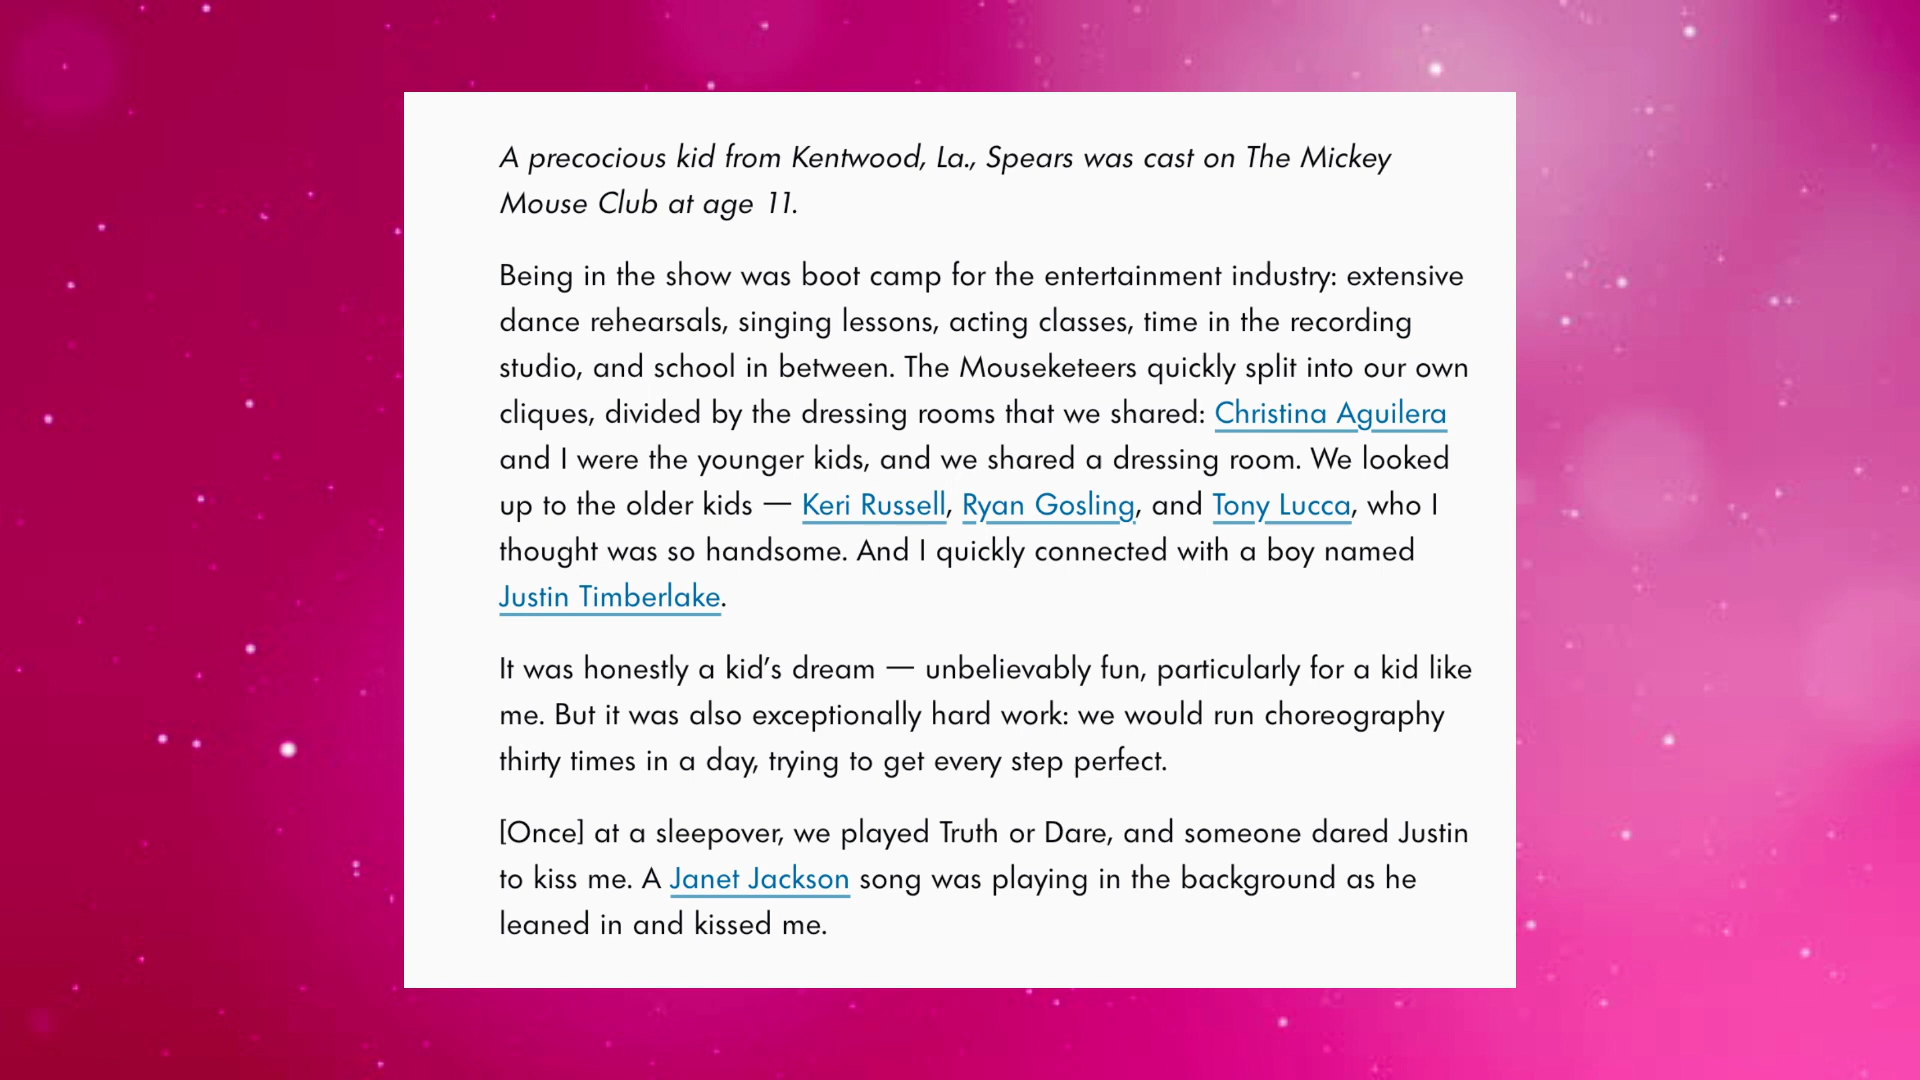 A precocious kid from Kentwood, La., Spears was cast on The Mickey
Mouse Club at age 11.
Being in the show was boot camp for the entertainment industry: extensive
dance rehearsals, singing lessons, acting classes, time in the recording
studio, and school in between. The Mouseketeers quickly split into our own
cliques, divided by the dressing rooms that we shared: Christina Aguilera
and I were the younger kids, and we shared a dressing room. We looked
up to the older kids — Keri Russell, Ryan Gosling, and Tony Lucca, who I
thought was so handsome. And I quickly connected with a boy named
Justin Timberlake.
It was honestly a kid’s dream — unbelievably fun, particularly for a kid like
me. But it was also exceptionally hard work: we would run choreography
thirty times in a day, trying to get every step perfect.
[Once] at a sleepover, we played Truth or Dare, and someone dared Justin
to kiss me. A Janet Jackson song was playing in the background as he
leaned in and kissed me.